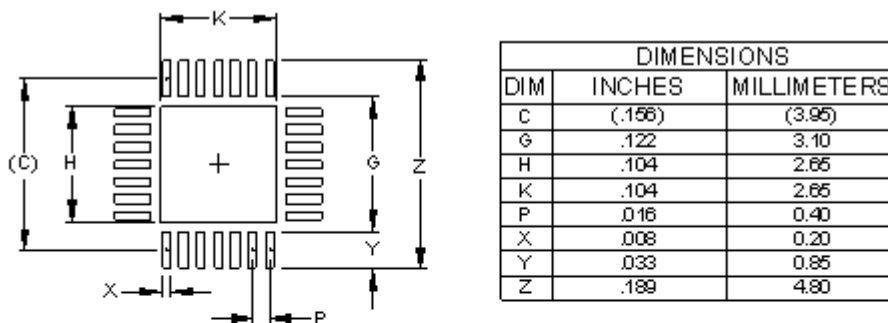 K
(C)
H
G
Z
Y
X
P
DIMENSIONS
DIM INCHES MILLIMETERS
C (.156) (3.95)
G .122 3.10
H .104 2.65
K .104 2.65
P .016 0.40
X .008 0.20
Y .033 0.85
Z .189 4.80